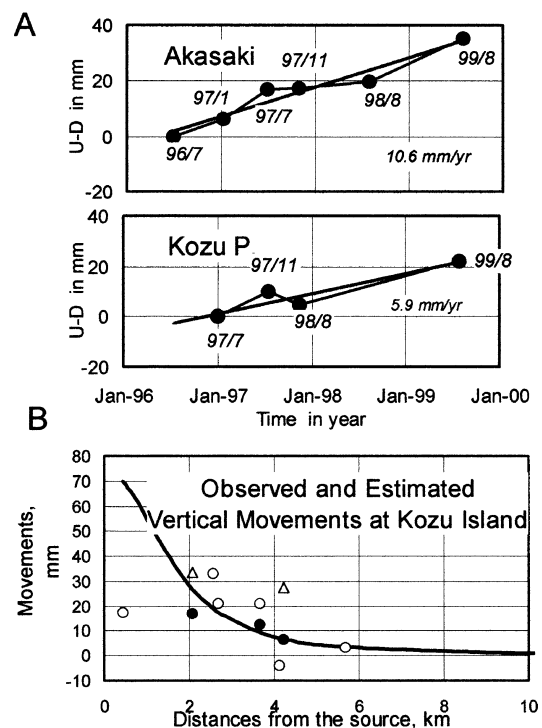 A
Akasaki
U-D in mm
40
20
0
-20
96/7
97/1
97/7
97/11
98/8
99/8
10.6 mm/yr
Kozu P
U-D in mm
40
20
0
-20
97/7
97/11
98/8
99/8
5.9 mm/yr
Jan-96 Jan-97 Jan-98 Jan-99 Jan-00
Time in year
B
Observed and Estimated
Vertical Movements at Kozu Island
Movements,
mm
80
70
60
50
40
30
20
10
0
-10
0 2 4 6 8 10
Distances from the source, km